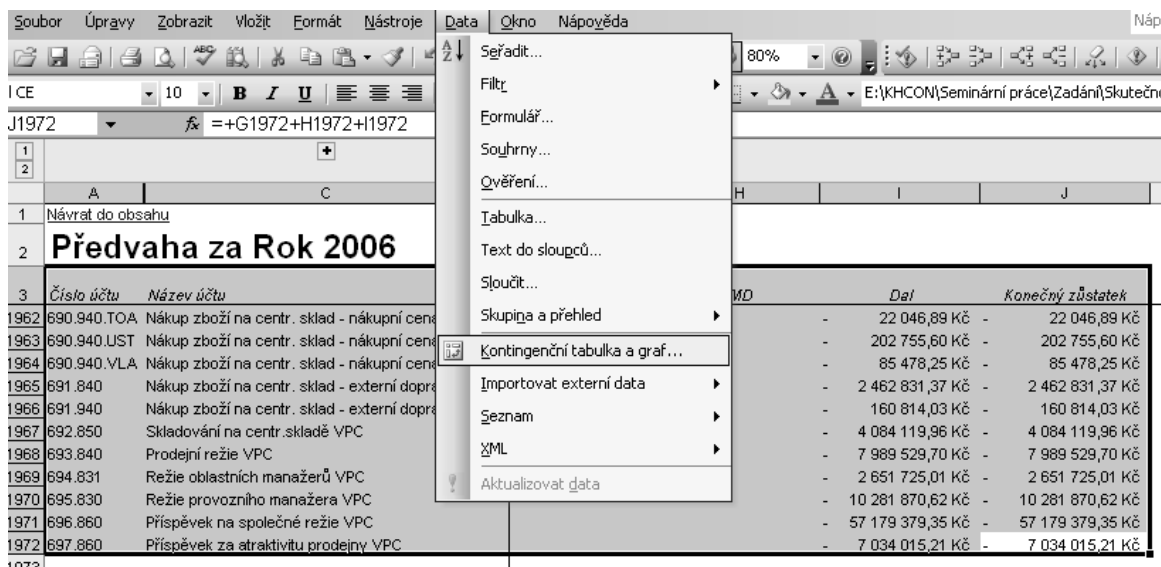 Soubor Úpravy Zobrazit Vložit Formát Nástroje Data Okno Nápověda Náp
80%
CE 10 B I U E:\KHCON\Seminární práce\Zadání\Skutečno
J1972 fx =+G1972+H1972+I1972
Seřadit...
Filtr
Formulář...
Souhrny...
Ověření...
Tabulka...
Text do sloupců...
Sloučit...
Skupina a přehled
Kontingenční tabulka a graf...
Importovat externí data
Seznam
XML
Aktualizovat data
1
2
A C H I J
1 Návrat do obsahu
2 Předvaha za Rok 2006
3 Číslo účtu Název účtu MD Dal Konečný zůstatek
1962 690.940.TOA Nákup zboží na centr. sklad - nákupní cena - 22 046,89 Kč - 22 046,89 Kč
1963 690.940.UST Nákup zboží na centr. sklad - nákupní cena - 202 755,60 Kč - 202 755,60 Kč
1964 690.940.VLA Nákup zboží na centr. sklad - nákupní cena - 85 478,25 Kč - 85 478,25 Kč
1965 691.840 Nákup zboží na centr. sklad - externí dopra - 2 462 831,37 Kč - 2 462 831,37 Kč
1966 691.940 Nákup zboží na centr. sklad - externí dopra - 160 814,03 Kč - 160 814,03 Kč
1967 692.850 Skladování na centr.skladě VPC - 4 084 119,96 Kč - 4 084 119,96 Kč
1968 693.840 Prodejní režie VPC - 7 989 529,70 Kč - 7 989 529,70 Kč
1969 694.831 Režie oblastních manažerů VPC - 2 651 725,01 Kč - 2 651 725,01 Kč
1970 695.830 Režie provozního manažera VPC - 10 281 870,62 Kč - 10 281 870,62 Kč
1971 696.860 Příspěvek na společné režie VPC - 57 179 379,35 Kč - 57 179 379,35 Kč
1972 697.860 Příspěvek za atraktivitu prodejny VPC - 7 034 015,21 Kč - 7 034 015,21 Kč
1973